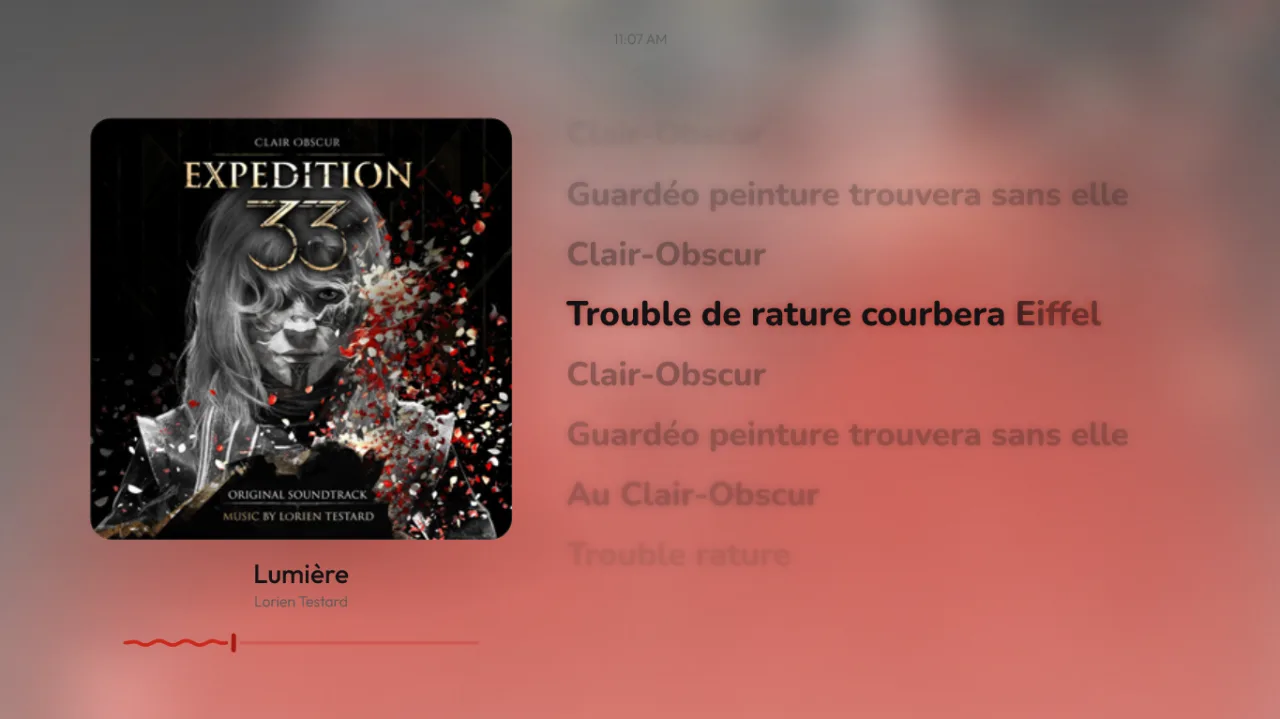 11:07 AM
CLAIR OBSCUR
EXPEDITION
33
ORIGINAL SOUNDTRACK
MUSIC BY LORIEN TESTARD
Lumière
Lorien Testard
Clair-Obscur
Guardéo peinture trouvera sans elle
Clair-Obscur
Trouble de rature courbera Eiffel
Clair-Obscur
Guardéo peinture trouvera sans elle
Au Clair-Obscur
Trouble rature